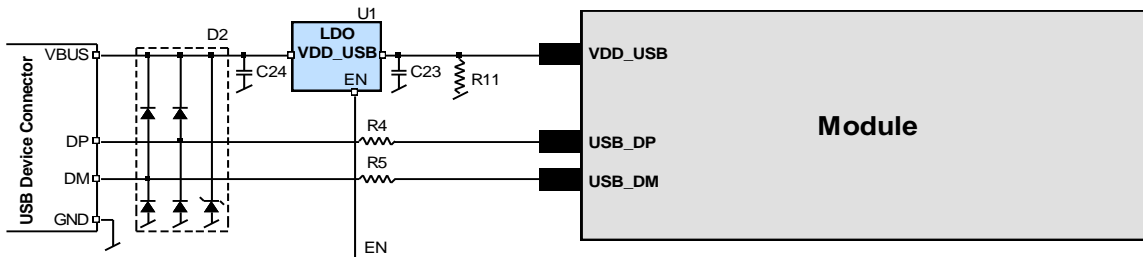 U1
D2
LDO
VBUS
VDD_USB
VDD_USB
C24
C23
R11
EN
USB Device Connector
Module
R4
DP
USB_DP
R5
DM
USB_DM
GND
EN